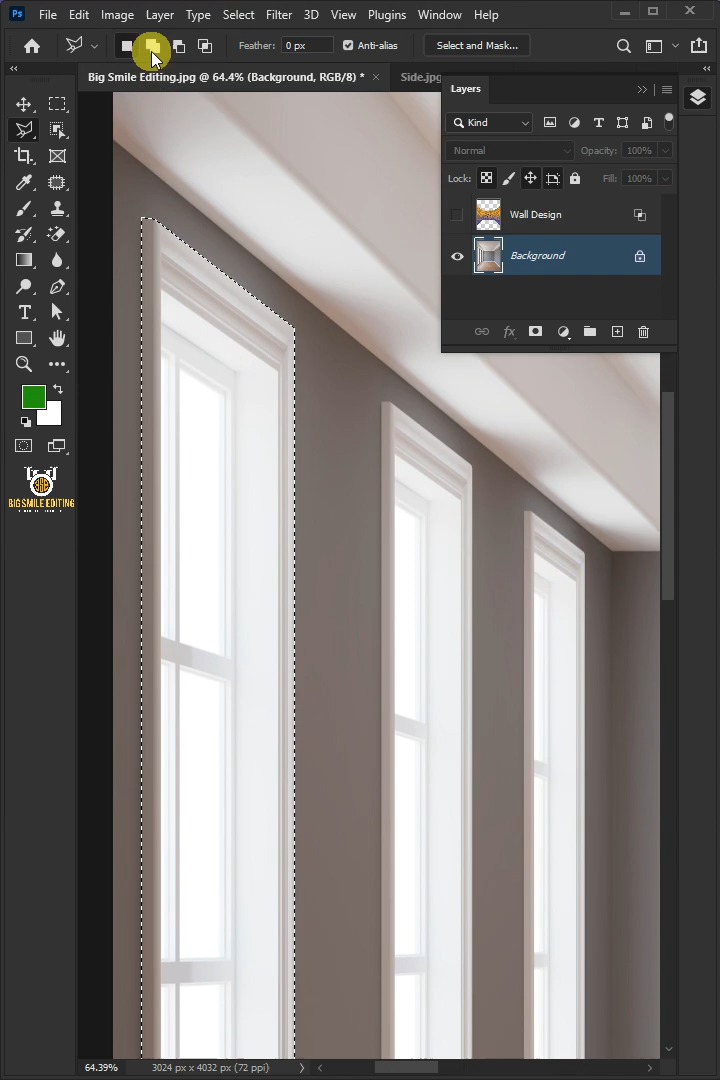 Ps File Edit Image Layer Type Select Filter 3D View Plugins Window Help
Feather: 0 px Anti-alias Select and Mask...
Big Smile Editing.jpg @ 64.4% (Background, RGB/8) * × Side.jpg
Layers
Kind
Normal Opacity: 100%
Lock: Fill: 100%
Wall Design
Background
fx
BIG SMILE EDITING
64.39% 3024 px x 4032 px (72 ppi)